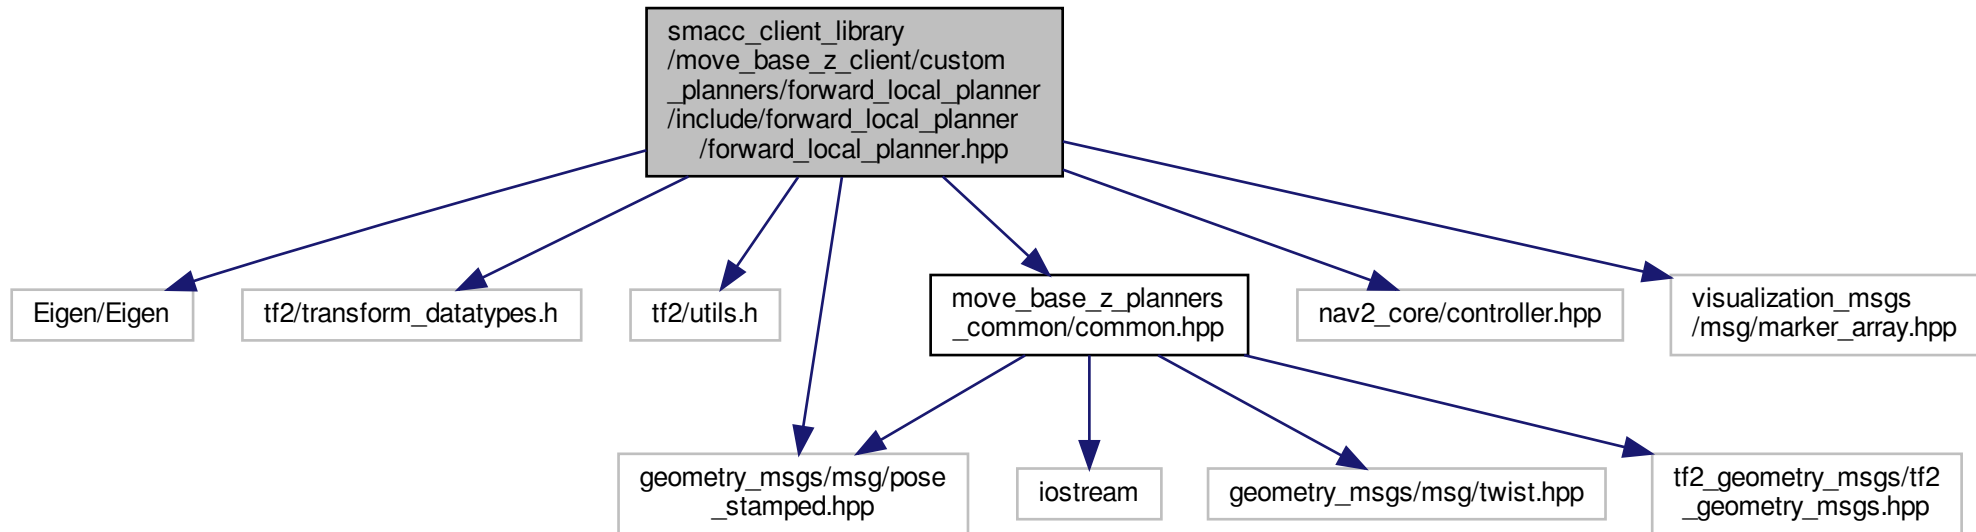 smacc_client_library
/move_base_z_client/custom
_planners/forward_local_planner
/include/forward_local_planner
/forward_local_planner.hpp
Eigen/Eigen
tf2/transform_datatypes.h
tf2/utils.h
move_base_z_planners
_common/common.hpp
nav2_core/controller.hpp
visualization_msgs
/msg/marker_array.hpp
geometry_msgs/msg/pose
_stamped.hpp
iostream
geometry_msgs/msg/twist.hpp
tf2_geometry_msgs/tf2
_geometry_msgs.hpp